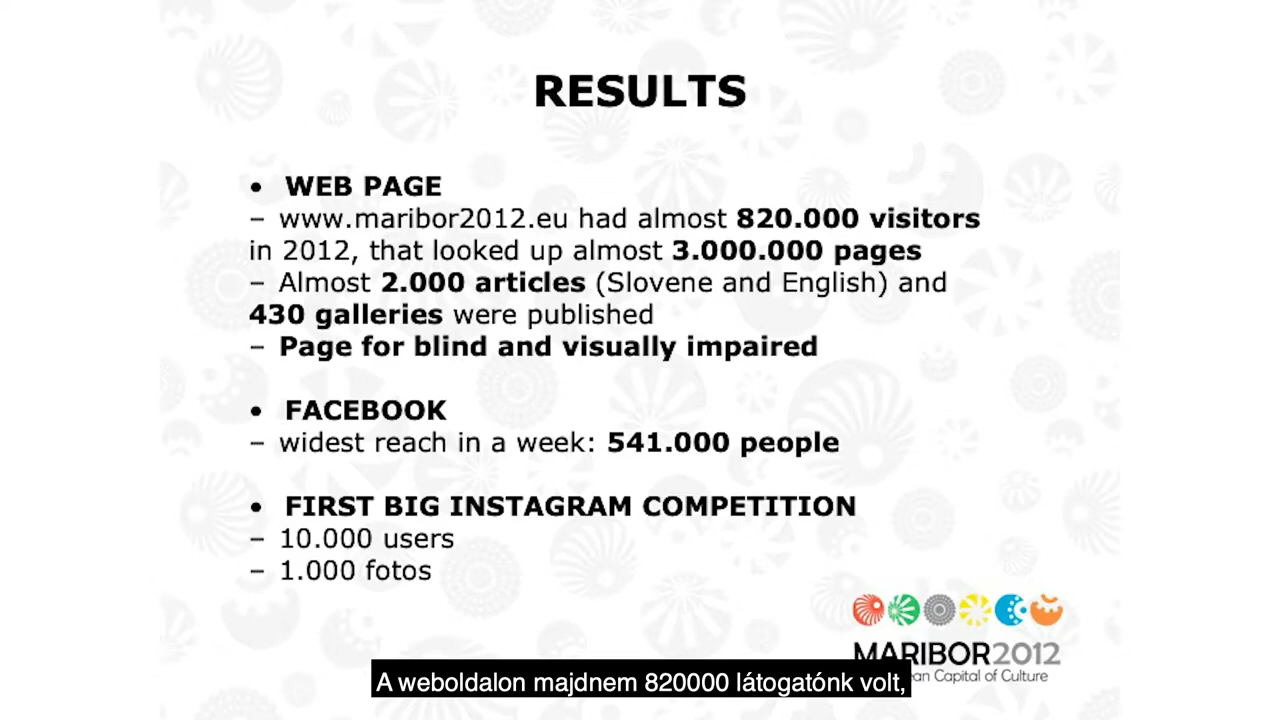 RESULTS
• WEB PAGE
– www.maribor2012.eu had almost 820.000 visitors
in 2012, that looked up almost 3.000.000 pages
– Almost 2.000 articles (Slovene and English) and
430 galleries were published
– Page for blind and visually impaired
• FACEBOOK
– widest reach in a week: 541.000 people
• FIRST BIG INSTAGRAM COMPETITION
– 10.000 users
– 1.000 fotos
MARIBOR2012
Capital of Culture
A weboldalon majdnem 820000 látogatónk volt,